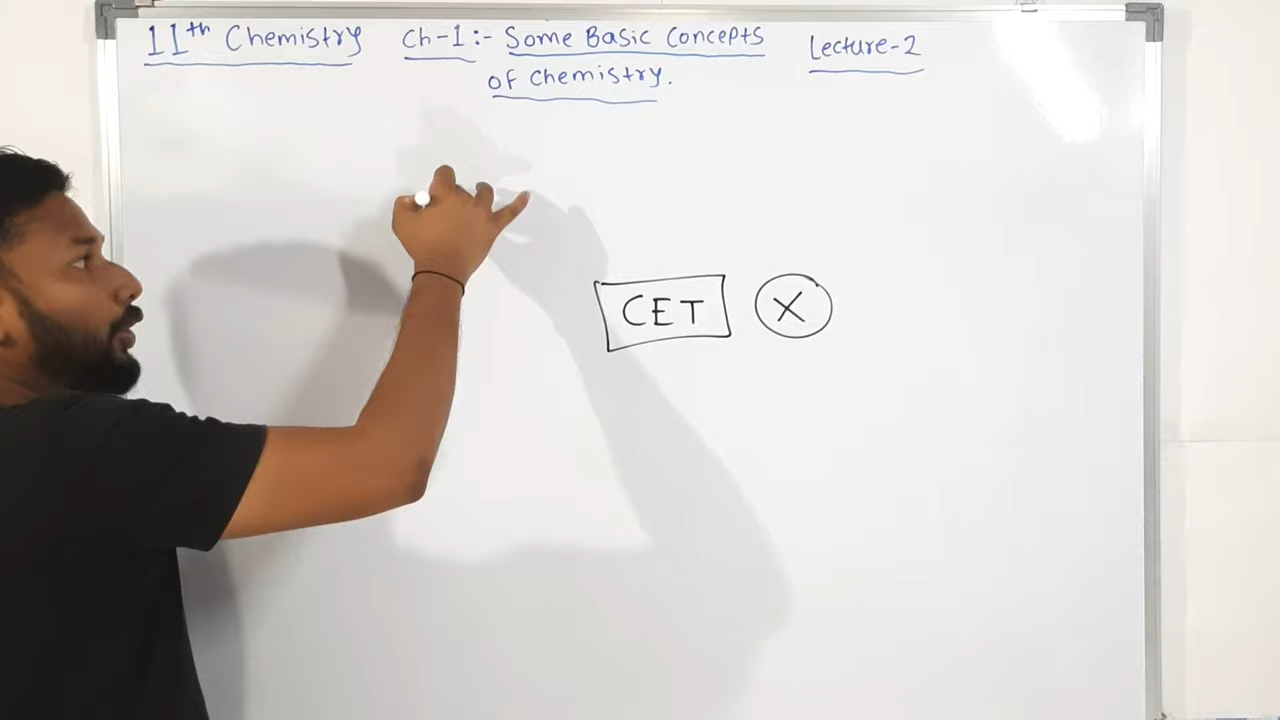 11th Chemistry Ch-1:- Some Basic Concepts Lecture-2
of Chemistry.
CET X